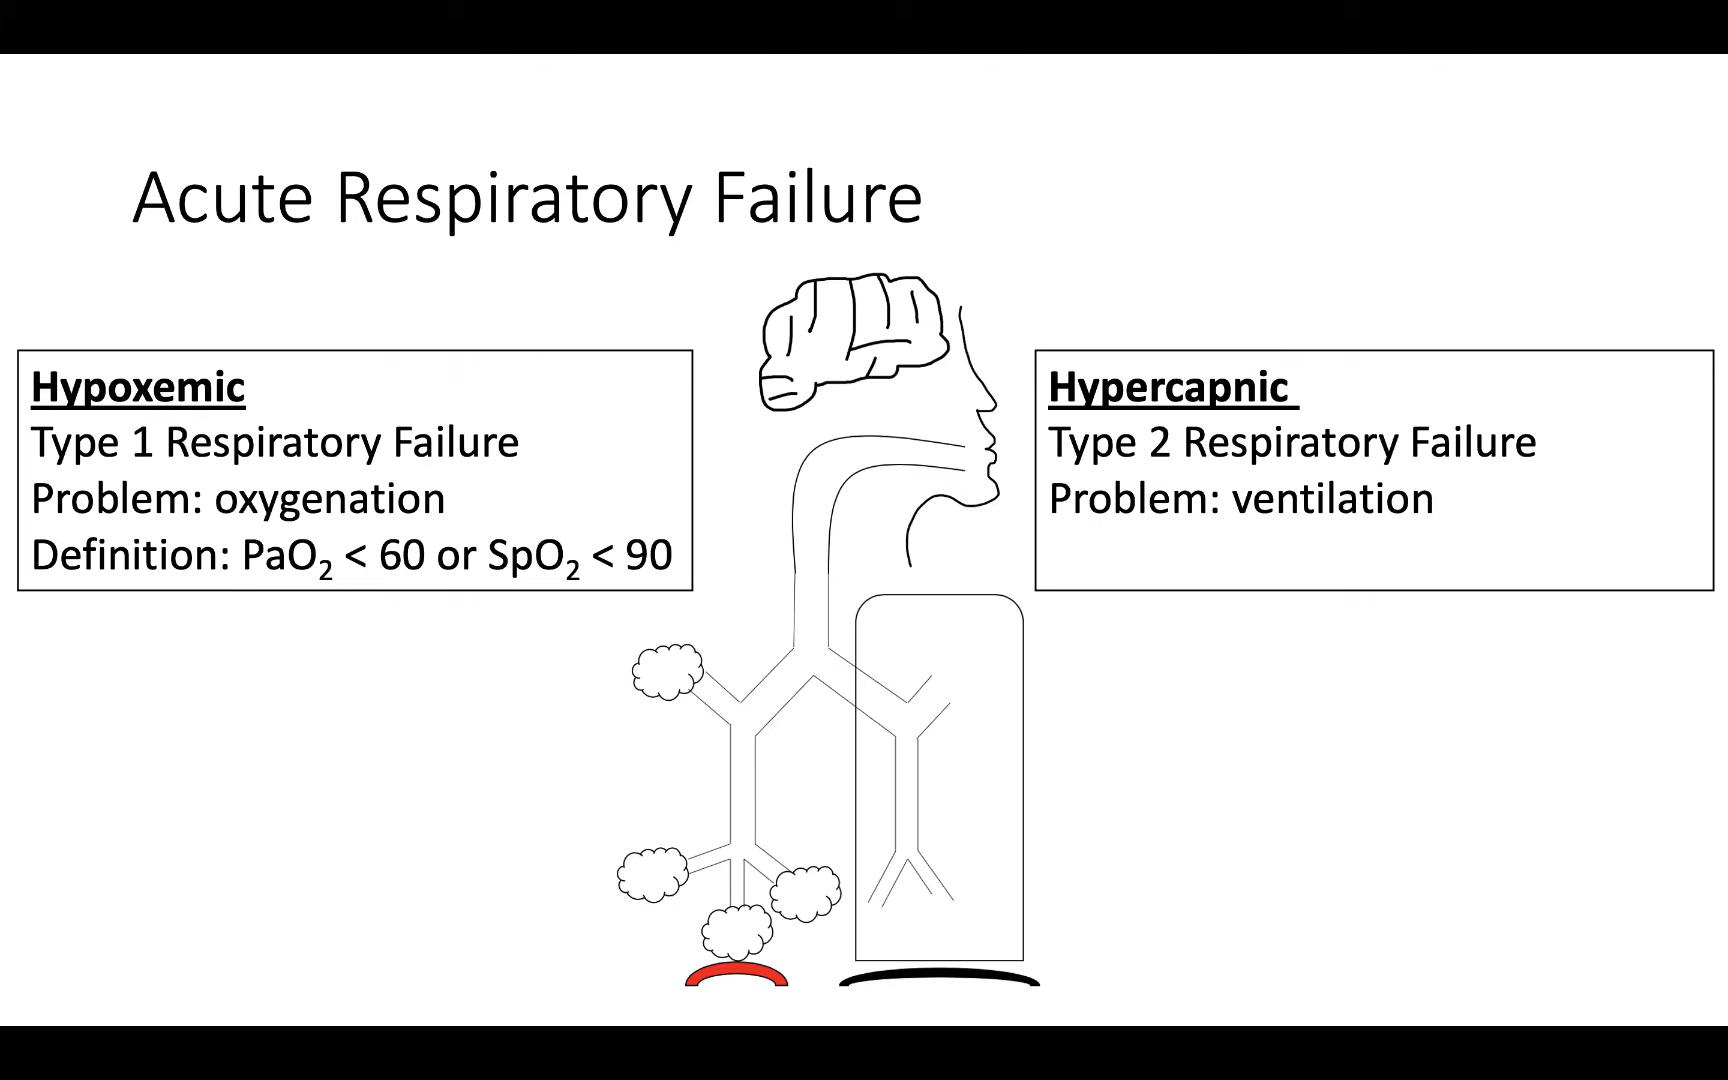 Acute Respiratory Failure
Hypoxemic
Type 1 Respiratory Failure
Problem: oxygenation
Definition: PaO₂ < 60 or SpO₂ < 90
Hypercapnic
Type 2 Respiratory Failure
Problem: ventilation